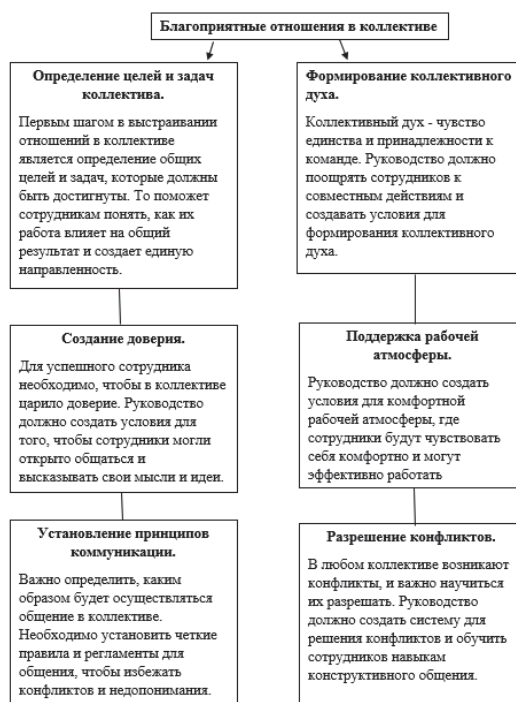 Благоприятные отношения в коллективе
Определение целей и задач
коллектива.
Первым шагом в выстраивании
отношений в коллективе
является определение общих
целей и задач, которые должны
быть достигнуты. То поможет
сотрудникам понять, как их
работа влияет на общий
результат и создает единую
направленность.
Формирование коллективного
духа.
Коллективный дух - чувство
единства и принадлежности к
команде. Руководство должно
поощрять сотрудников к
совместным действиям и
создавать условия для
формирования коллективного
духа.
Создание доверия.
Для успешного сотрудника
необходимо, чтобы в коллективе
царило доверие. Руководство
должно создать условия для
того, чтобы сотрудники могли
открыто общаться и
высказывать свои мысли и идеи.
Поддержка рабочей
атмосферы.
Руководство должно создать
условия для комфортной
рабочей атмосферы, где
сотрудники будут чувствовать
себя комфортно и могут
эффективно работать
Установление принципов
коммуникации.
Важно определить, каким
образом будет осуществляться
общение в коллективе.
Необходимо установить четкие
правила и регламенты для
общения, чтобы избежать
конфликтов и недопонимания.
Разрешение конфликтов.
В любом коллективе возникают
конфликты, и важно научиться
их разрешать. Руководство
должно создать систему для
решения конфликтов и обучить
сотрудников навыкам
конструктивного общения.